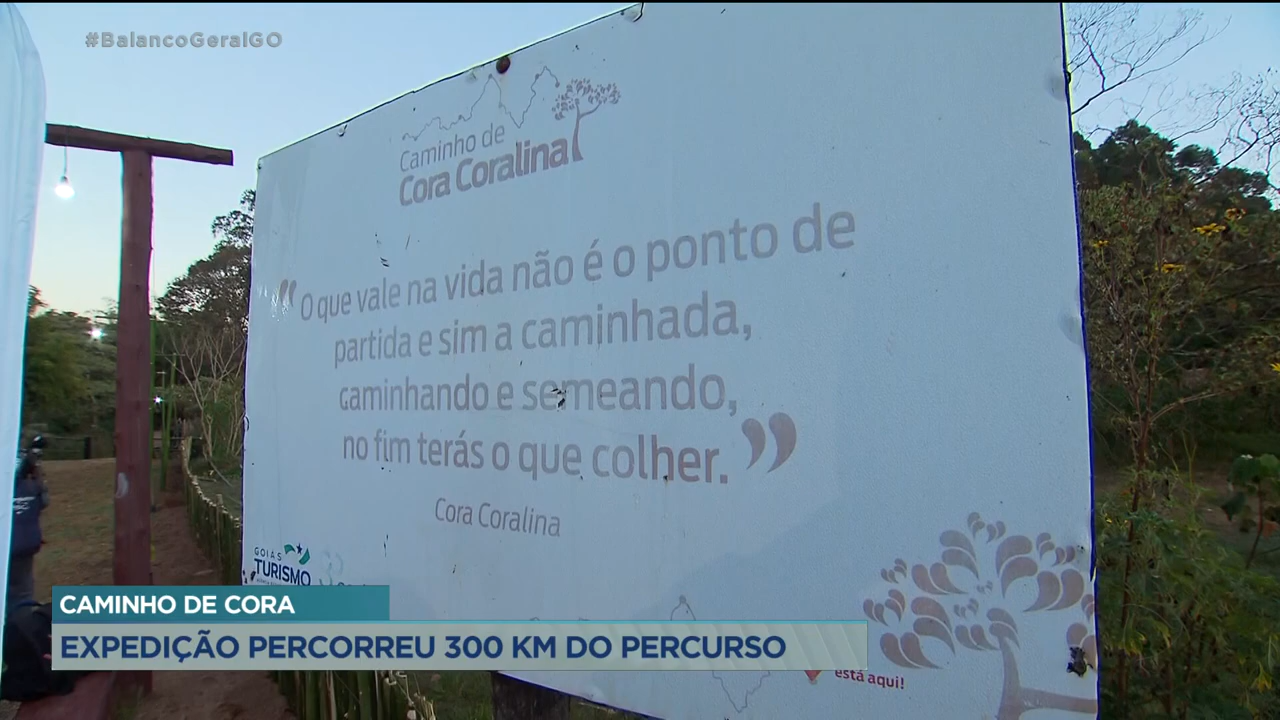 #BalancoGeralGO
Caminho de
Cora Coralina
“O que vale na vida não é o ponto de
partida e sim a caminhada,
caminhando e semeando,
no fim terás o que colher.”
Cora Coralina
GOIÁS
TURISMO
CAMINHO DE CORA
EXPEDIÇÃO PERCORREU 300 KM DO PERCURSO
está aqui!